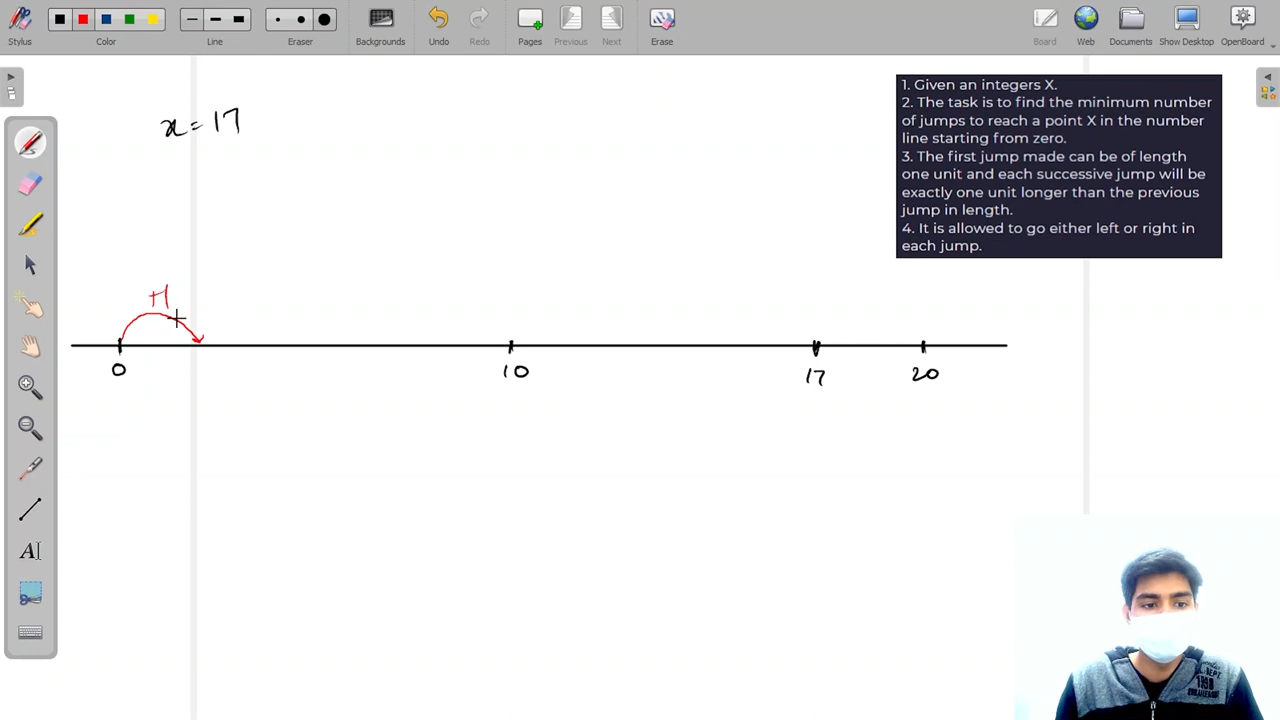 Stylus
Color
Line
Eraser
Backgrounds
Undo
Redo
Pages
Previous
Next
Erase
Board
Web
Documents
Show Desktop
OpenBoard
x = 17
1. Given an integers X.
2. The task is to find the minimum number
of jumps to reach a point X in the number
line starting from zero.
3. The first jump made can be of length
one unit and each successive jump will be
exactly one unit longer than the previous
jump in length.
4. It is allowed to go either left or right in
each jump.
+1
0
10
17
20